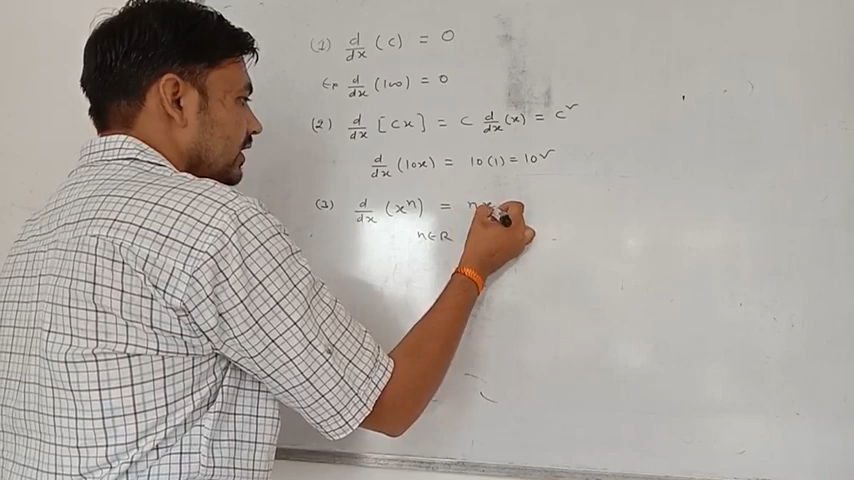 (1) d/dx (c) = 0
Ex d/dx (100) = 0
(2) d/dx [cx] = c d/dx (x) = c ✓
d/dx (10x) = 10 (1) = 10 ✓
(3) d/dx (xⁿ) = nx
n∈R